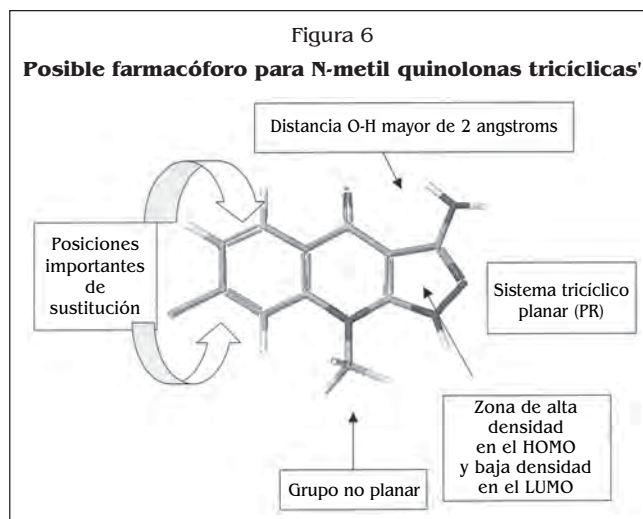 Figura 6
Posible farmacóforo para N-metil quinolonas tricíclicas'
Distancia O-H mayor de 2 angstroms
Posiciones
importantes
de
sustitución
Sistema tricíclico
planar (PR)
Zona de alta
densidad
en el HOMO
y baja densidad
en el LUMO
Grupo no planar